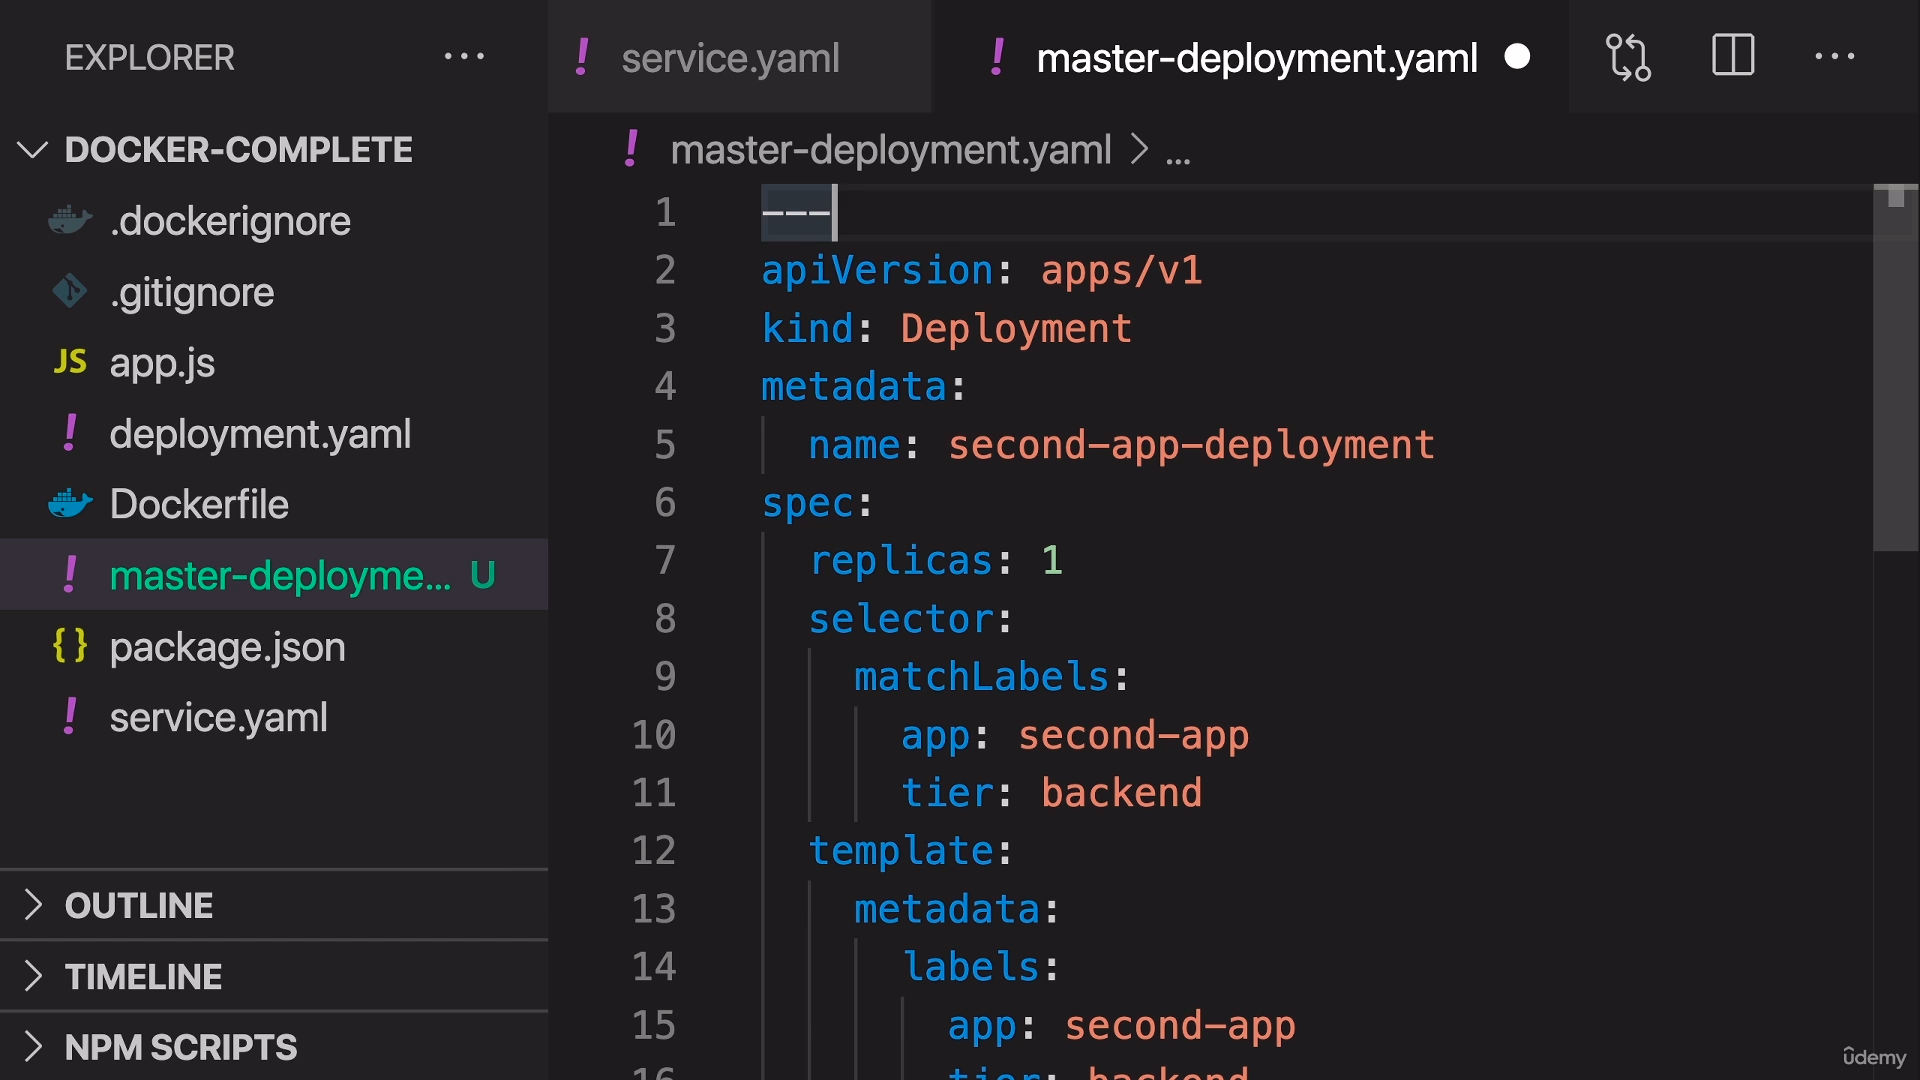 EXPLORER ...
service.yaml
master-deployment.yaml
...
DOCKER-COMPLETE
master-deployment.yaml > ...
.dockerignore
.gitignore
JS app.js
deployment.yaml
Dockerfile
master-deployme... U
{} package.json
service.yaml
OUTLINE
TIMELINE
NPM SCRIPTS
1 ---
2 apiVersion: apps/v1
3 kind: Deployment
4 metadata:
5 name: second-app-deployment
6 spec:
7 replicas: 1
8 selector:
9 matchLabels:
10 app: second-app
11 tier: backend
12 template:
13 metadata:
14 labels:
15 app: second-app
16 tier: backend
ûdemy